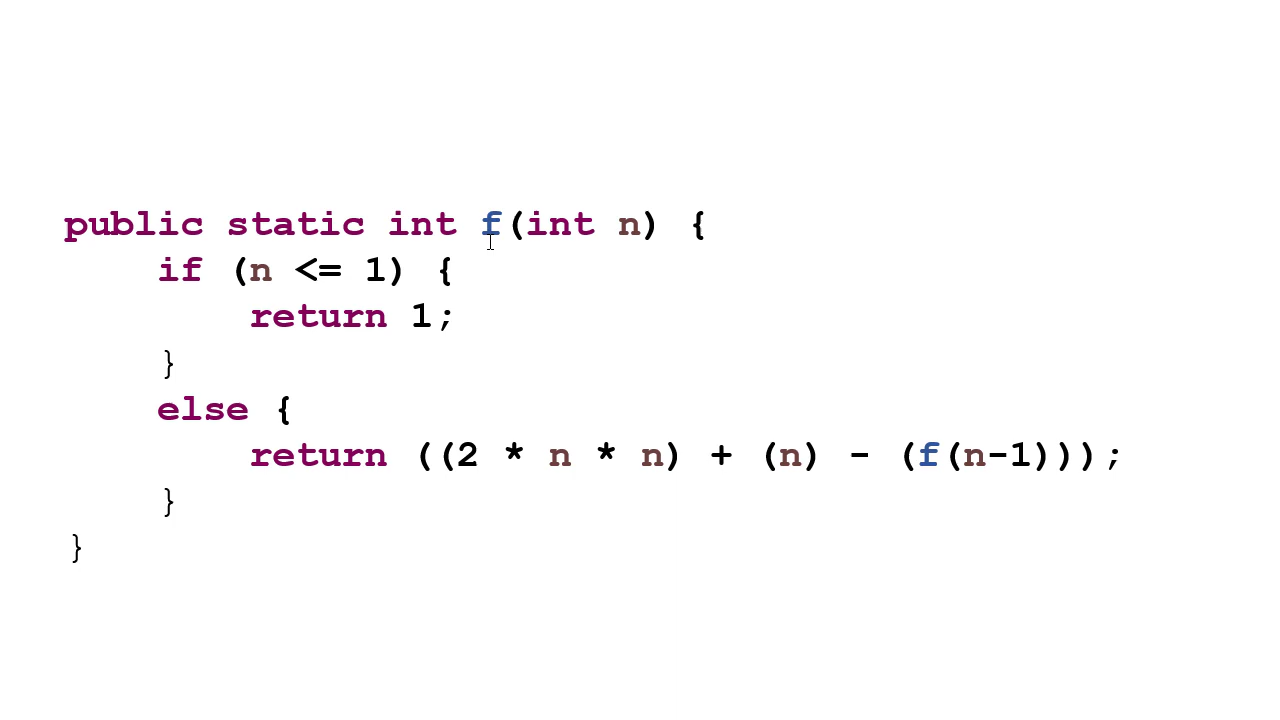 public static int f(int n) {
if (n <= 1) {
return 1;
}
else {
return ((2 * n * n) + (n) - (f(n-1)));
}
}